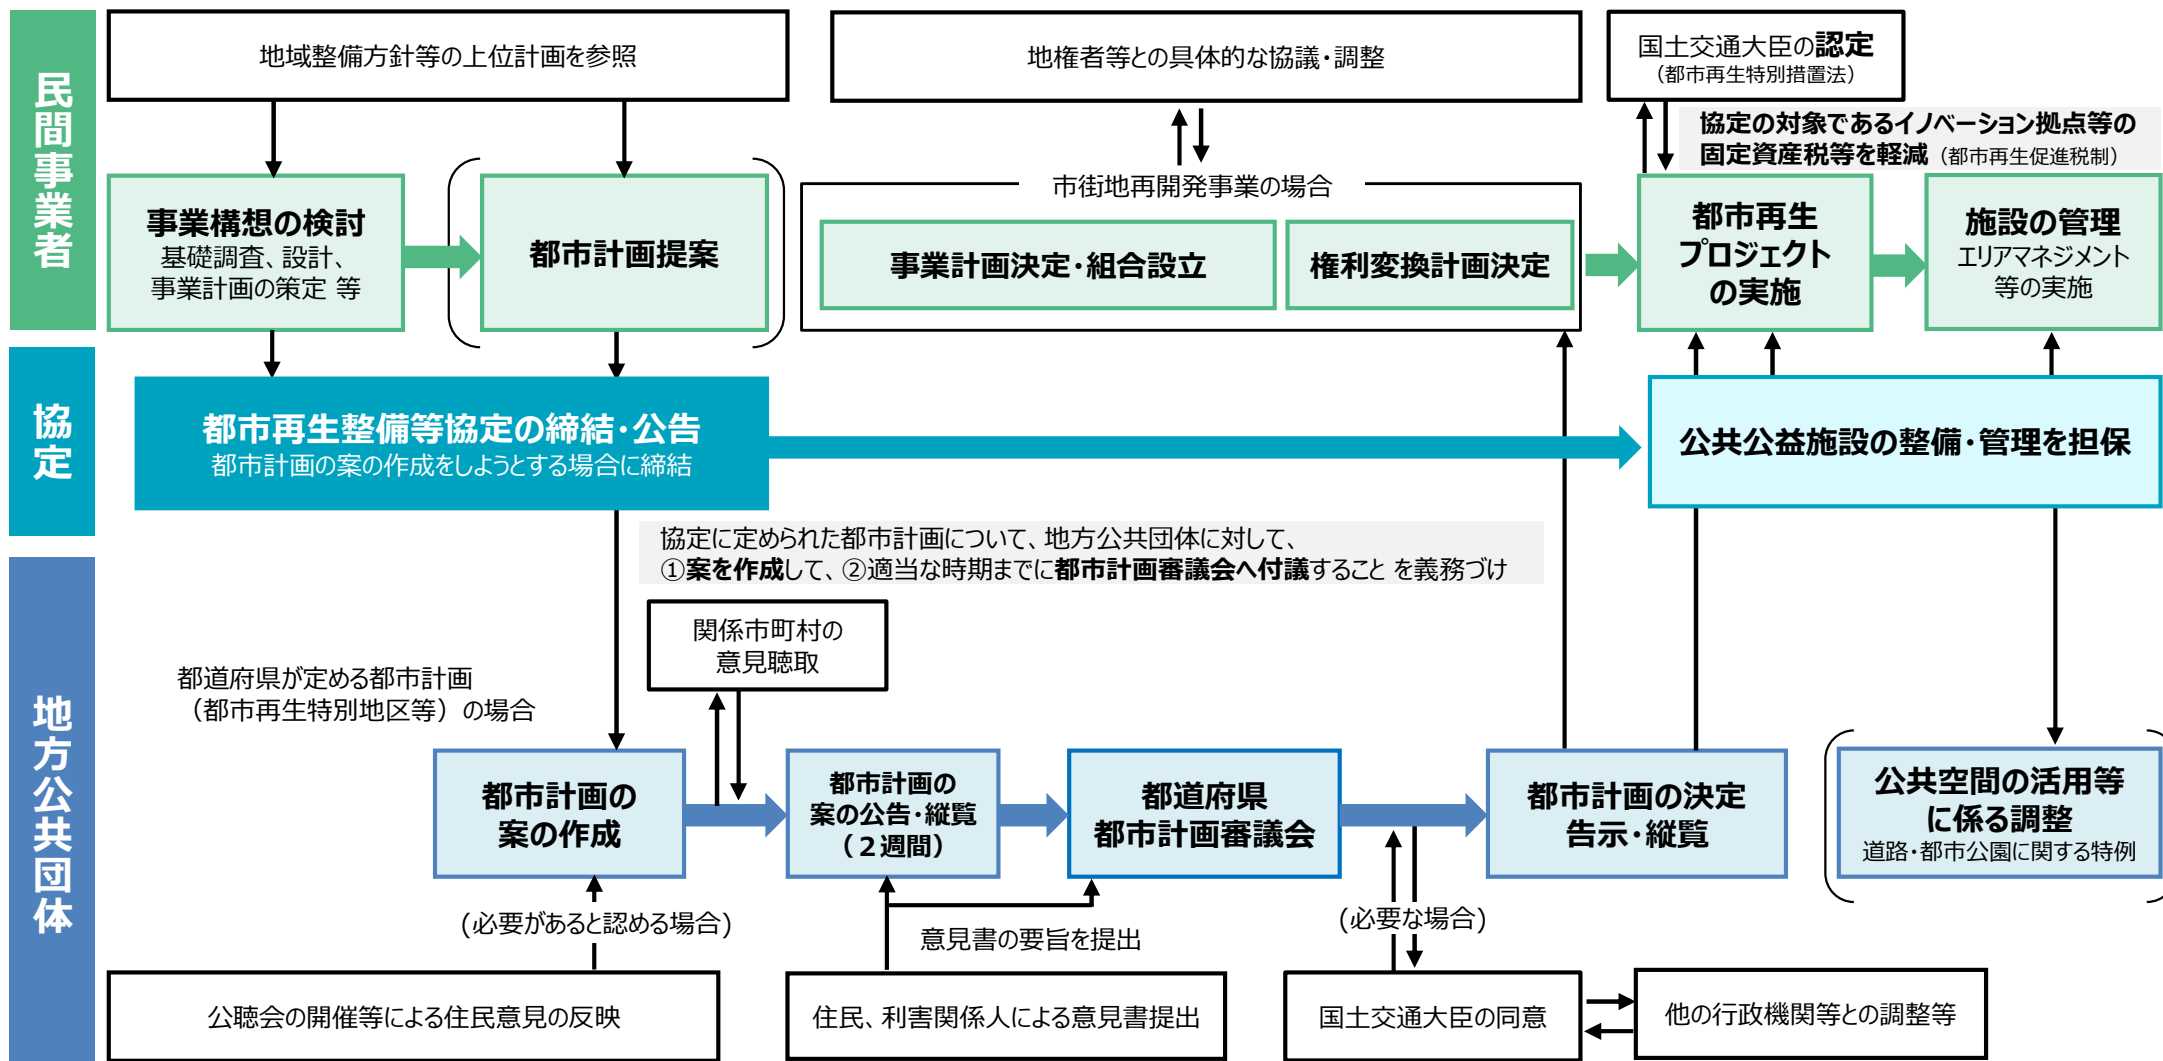 民間事業者
地域整備方針等の上位計画を参照
地権者等との具体的な協議・調整
国土交通大臣の認定
（都市再生特別措置法）
協定の対象であるイノベーション拠点等の
固定資産税等を軽減（都市再生促進税制）
事業構想の検討
基礎調査、設計、
事業計画の策定 等
都市計画提案
市街地再開発事業の場合
事業計画決定・組合設立
権利変換計画決定
都市再生
プロジェクト
の実施
施設の管理
エリアマネジメント
等の実施
協定
都市再生整備等協定の締結・公告
都市計画の案の作成をしようとする場合に締結
公共公益施設の整備・管理を担保
協定に定められた都市計画について、地方公共団体に対して、
①案を作成して、②適当な時期までに都市計画審議会へ付議すること を義務づけ
地方公共団体
関係市町村の
意見聴取
都道府県が定める都市計画
（都市再生特別地区等）の場合
都市計画の
案の作成
都市計画の
案の公告・縦覧
（２週間）
都道府県
都市計画審議会
都市計画の決定
告示・縦覧
公共空間の活用等
に係る調整
道路・都市公園に関する特例
(必要があると認める場合)
意見書の要旨を提出
(必要な場合)
公聴会の開催等による住民意見の反映
住民、利害関係人による意見書提出
国土交通大臣の同意
他の行政機関等との調整等